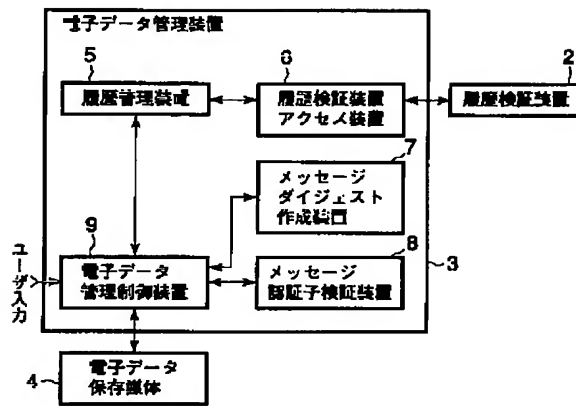 電子データ管理装置
5
履歴管理装置
6
履歴検証装置
アクセス装置
2
履歴検証装置
7
メッセージ
ダイジェスト
作成装置
9
電子データ
管理制御装置
8
メッセージ
認証子検証装置
3
ユーザ入力
4
電子データ
保存媒体